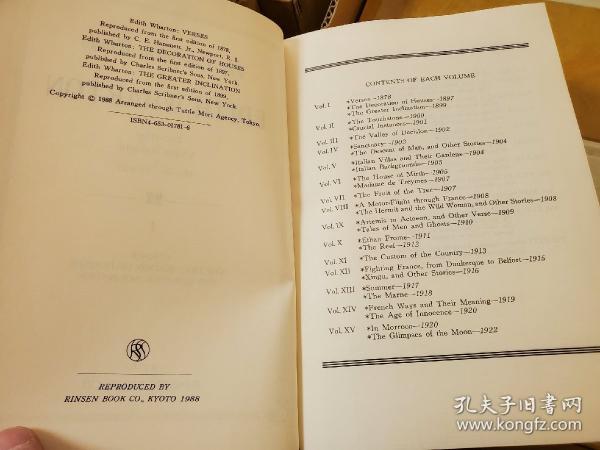 Edith Wharton: VERSES
Reproduced from the first edition of 1878,
published by C. E. Hammett, Jr., Newport, R. I.
Edith Wharton: THE DECORATION OF HOUSES
Reproduced from the first edition of 1897,
published by Charles Scribner's Sons, New York.
Edith Wharton: THE GREATER INCLINATION
Reproduced from the first edition of 1899,
published by Charles Scribner's Sons, New York.
Copyright © 1988 Arranged through Tuttle Mori Agency, Tokyo.
ISBN4-653-01781-6
REPRODUCED BY
RINSEN BOOK CO., KYOTO 1988
CONTENTS OF EACH VOLUME
Vol. I *Verses—1878
*The Decoration of Houses—1897
*The Greater Inclination—1899
Vol. II *The Touchstone—1900
*Crucial Instances—1901
Vol. III *The Valley of Decision—1902
Vol. IV *Sanctuary—1903
*The Descent of Man, and Other Stories—1904
Vol. V *Italian Villas and Their Gardens—1904
*Italian Backgrounds—1905
Vol. VI *The House of Mirth—1905
*Madame de Treymes—1907
Vol. VII *The Fruit of the Tree—1907
Vol. VIII *A Motor-Flight through France—1908
*The Hermit and the Wild Woman, and Other Stories—1908
Vol. IX *Artemis to Actaeon, and Other Verse—1909
*Tales of Men and Ghosts—1910
Vol. X *Ethan Frome—1911
*The Reef—1912
Vol. XI *The Custom of the Country—1913
Vol. XII *Fighting France, from Dunkerque to Belfort—1915
*Xingu, and Other Stories—1916
Vol. XIII *Summer—1917
*The Marne—1918
Vol. XIV *French Ways and Their Meaning—1919
*The Age of Innocence—1920
Vol. XV *In Morroco—1920
*The Glimpses of the Moon—1922
孔夫子旧书网
www.kongfz.com